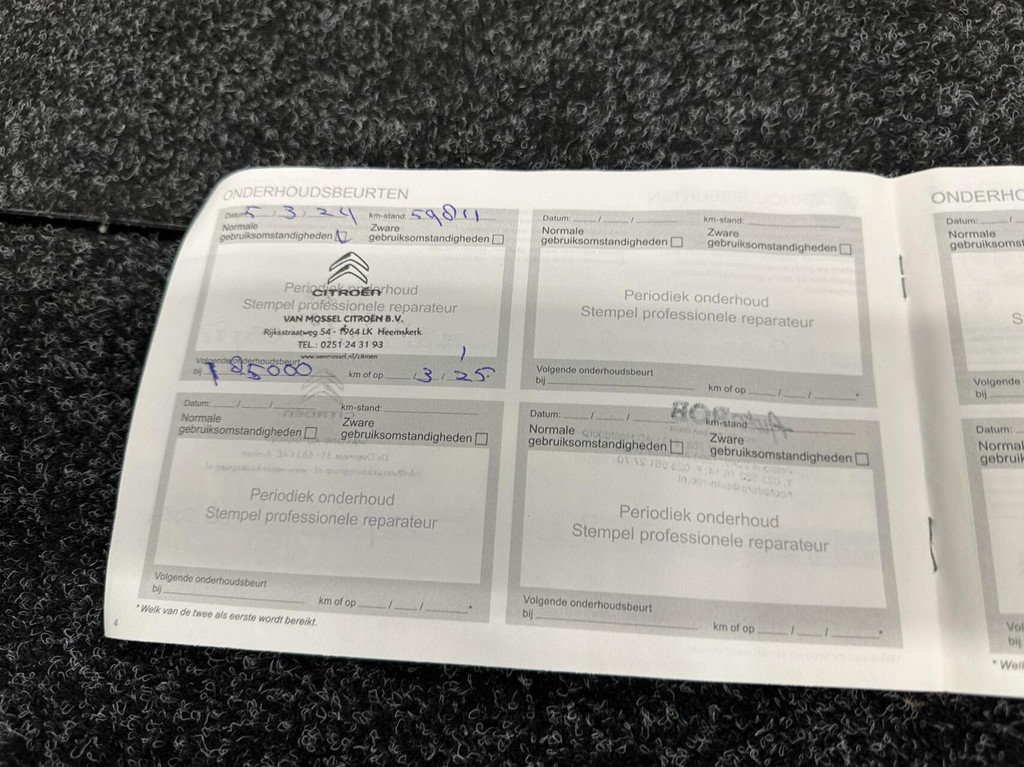 ONDERHOUDSBEURTEN
Datum: 5 / 3 / 24 km-stand: 59811
Normale gebruiksomstandigheden
Zware gebruiksomstandigheden
CITROËN
Periodiek onderhoud
Stempel professionele reparateur
VAN MOSSEL CITROËN B.V.
Rijksstraatweg 54 - 1964 LK Heemskerk
TEL.: 0251 24 31 93
www.vanmossel.nl/citroen
Volgende onderhoudsbeurt
bij 85000 km of op / 3 / 25 *
Datum: / / km-stand:
Normale gebruiksomstandigheden
Zware gebruiksomstandigheden
Periodiek onderhoud
Stempel professionele reparateur
Volgende onderhoudsbeurt
bij km of op / / *
Datum: / / km-stand:
Normale gebruiksomstandigheden
Zware gebruiksomstandigheden
Periodiek onderhoud
Stempel professionele reparateur
Volgende onderhoudsbeurt
bij km of op / / *
Datum: / / km-stand:
Normale gebruiksomstandigheden
Zware gebruiksomstandigheden
Periodiek onderhoud
Stempel professionele reparateur
Volgende onderhoudsbeurt
bij km of op / / *
* Welk van de twee als eerste wordt bereikt.
4
ONDERHO
Datum: /
Normale
gebruiksomst
S
Volgende
bij
Datum:
Normal
gebruik
Vol
bij
* Welk